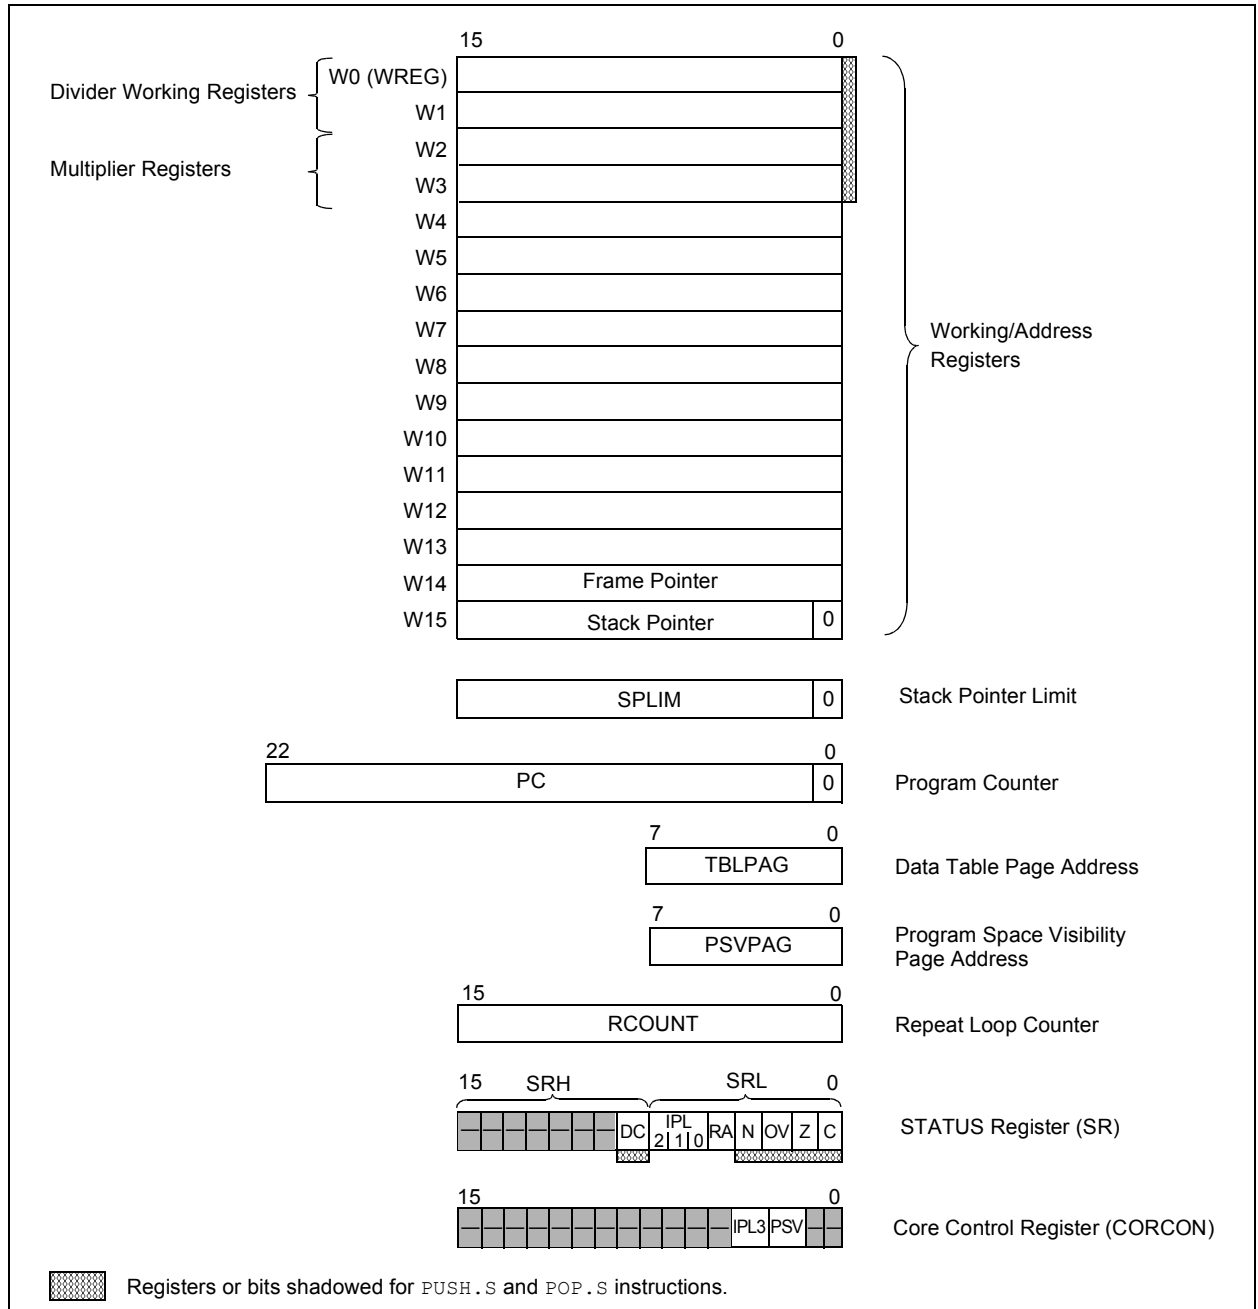 15 0
W0 (WREG)
Divider Working Registers
W1
W2
Multiplier Registers
W3
W4
W5
W6
W7
Working/Address
Registers
W8
W9
W10
W11
W12
W13
W14 Frame Pointer
W15 Stack Pointer 0
SPLIM 0 Stack Pointer Limit
22 0
PC 0 Program Counter
7 0
TBLPAG Data Table Page Address
7 0
PSVPAG Program Space Visibility
Page Address
15 0
RCOUNT Repeat Loop Counter
15 SRH SRL 0
— — — — — — — DC IPL 2 1 0 RA N OV Z C STATUS Register (SR)
15 0
— — — — — — — — — — — — IPL3 PSV — — Core Control Register (CORCON)
Registers or bits shadowed for PUSH.S and POP.S instructions.